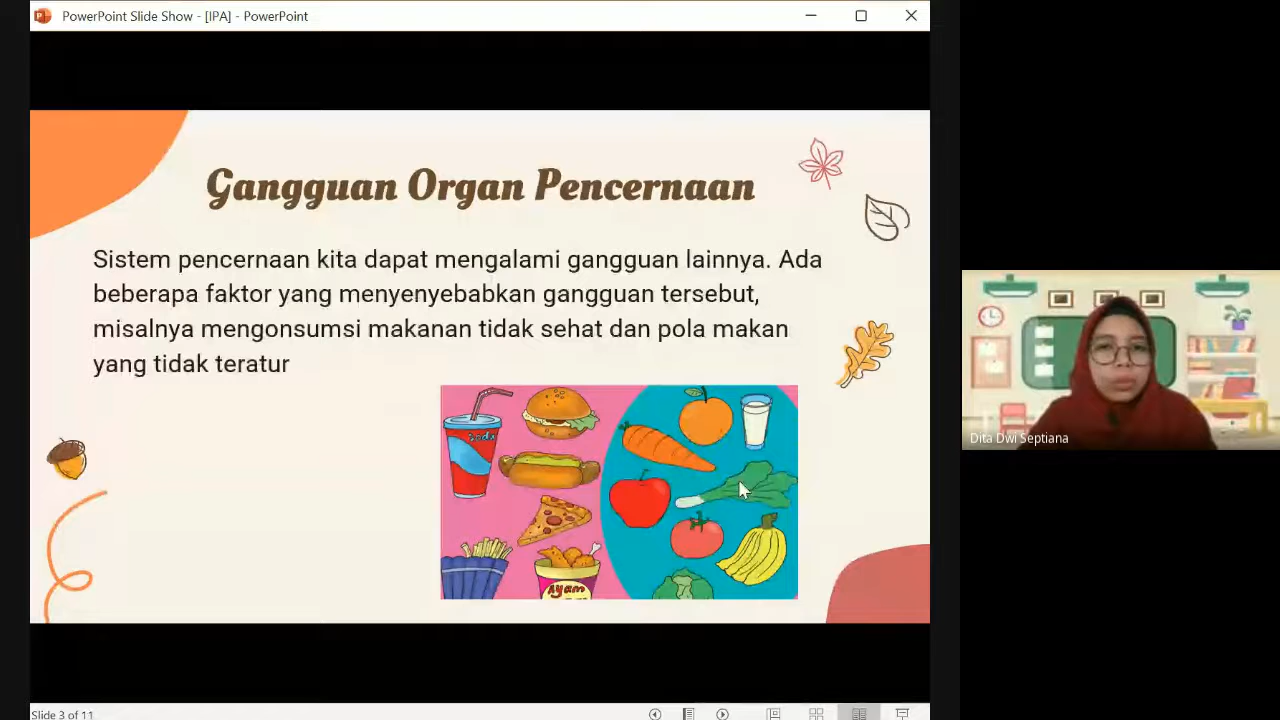 PowerPoint Slide Show - [IPA] - PowerPoint
Gangguan Organ Pencernaan
Sistem pencernaan kita dapat mengalami gangguan lainnya. Ada
beberapa faktor yang menyenyebabkan gangguan tersebut,
misalnya mengonsumsi makanan tidak sehat dan pola makan
yang tidak teratur
Soda
Ayam
Dita Dwi Septiana
Slide 3 of 11